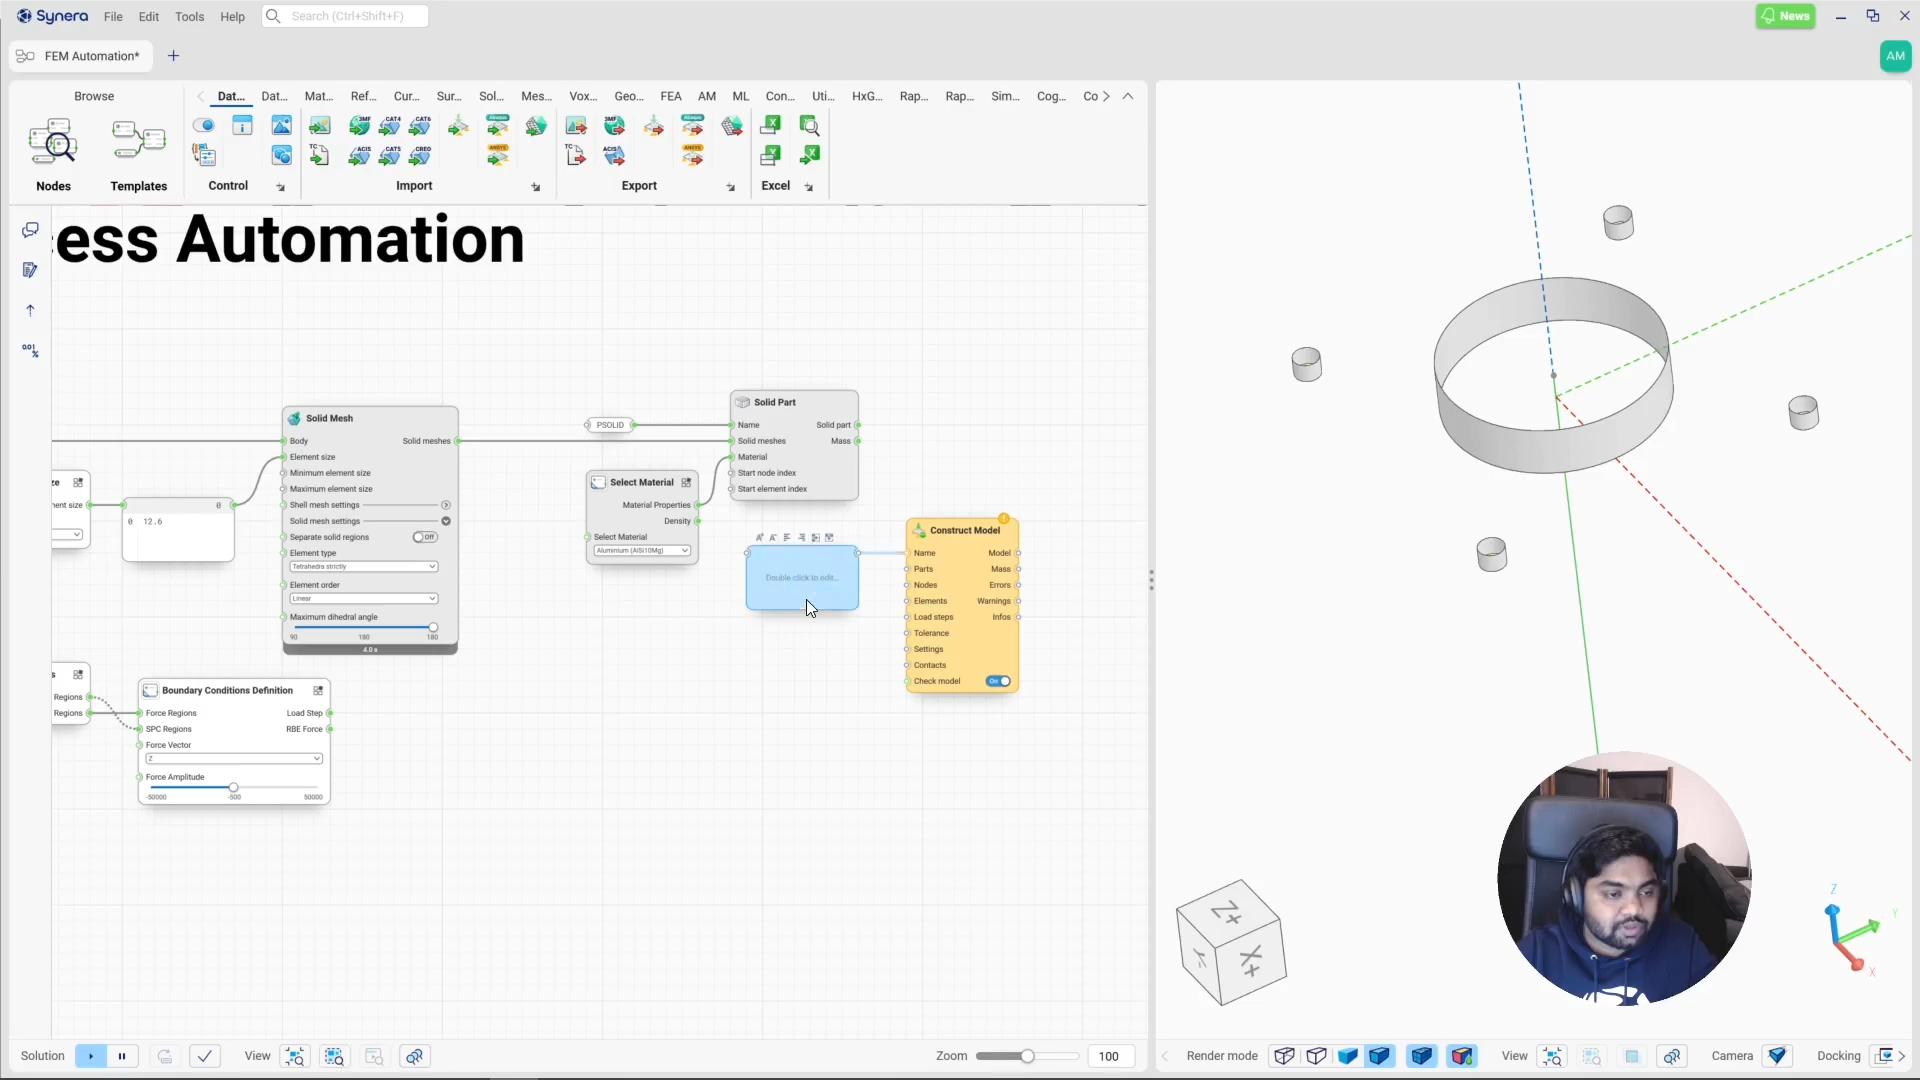 Synera File Edit Tools Help Search (Ctrl+Shift+F) News
FEM Automation* + AM
Browse Dat... Dat... Mat... Ref... Cur... Sur... Sol... Mes... Vox... Geo... FEA AM ML Con... Uti... HxG... Rap... Rap... Sim... Cog... Co
Nodes Templates Control Import Export Excel
cess Automation
Solid Mesh
Body Solid meshes
Element size
Minimum element size
Maximum element size
Shell mesh settings
Solid mesh settings
Separate solid regions Off
Element type
Tetrahedra strictly
Element order
Linear
Maximum dihedral angle
90 180 180
4.0 s
ze
ment size
0
0 12.6
s
Regions
Regions
Boundary Conditions Definition
Force Regions Load Step
SPC Regions RBE Force
Force Vector
Z
Force Amplitude
-50000 -500 50000
PSOLID
Solid Part
Name Solid part
Solid meshes Mass
Material
Start node index
Start element index
Select Material
Material Properties
Density
Select Material
Aluminium (AlSi10Mg)
Double click to edit...
Construct Model
Name Model
Parts Mass
Nodes Errors
Elements Warnings
Load steps Infos
Tolerance
Settings
Contacts
Check model On
Z+
X+
Y-
Z
Y
X
Solution View Zoom 100 Render mode View Camera Docking